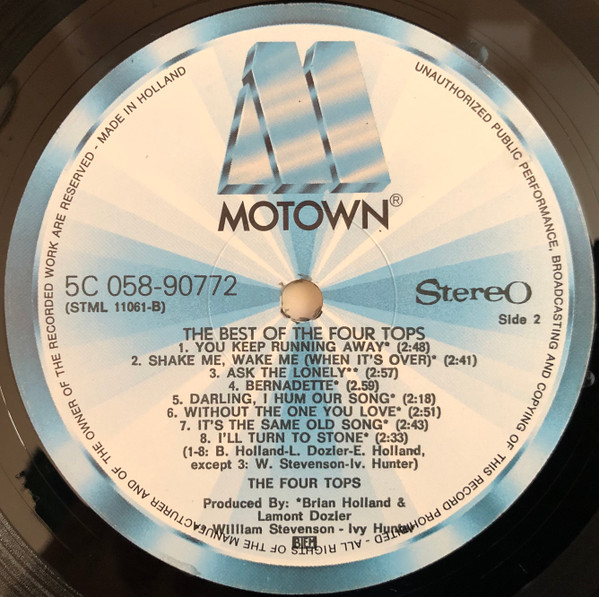 MOTOWN®
5C 058-90772
(STML 11061-B)
Stereo
Side 2
THE BEST OF THE FOUR TOPS
1. YOU KEEP RUNNING AWAY* (2:48)
2. SHAKE ME, WAKE ME (WHEN IT'S OVER)* (2:41)
3. ASK THE LONELY** (2:57)
4. BERNADETTE* (2.59)
5. DARLING, I HUM OUR SONG* (2:18)
6. WITHOUT THE ONE YOU LOVE* (2:51)
7. IT'S THE SAME OLD SONG* (2:43)
8. I'LL TURN TO STONE* (2:33)
(1-8: B. Holland-L. Dozier-E. Holland,
except 3: W. Stevenson-Iv. Hunter)
THE FOUR TOPS
Produced By: *Brian Holland &
Lamont Dozier
** William Stevenson - Ivy Hunter
BIEM
UNAUTHORIZED PUBLIC PERFORMANCE, BROADCASTING AND COPYING OF THIS RECORD PROHIBITED - ALL RIGHTS OF THE MANUFACTURER AND OF THE OWNER OF THE RECORDED WORK ARE RESERVED - MADE IN HOLLAND